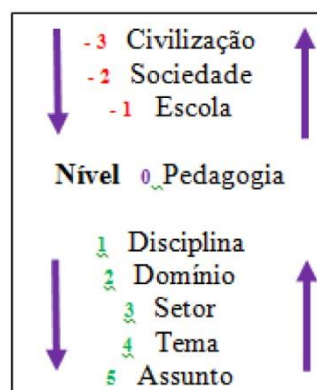 - 3 Civilização
- 2 Sociedade
- 1 Escola
Nível 0 Pedagogia
1 Disciplina
2 Domínio
3 Setor
4 Tema
5 Assunto